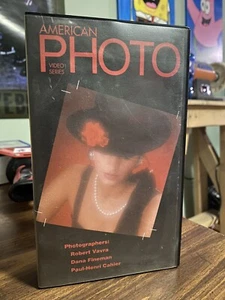 AMERICAN
PHOTO
VIDEO
SERIES
Photographers:
Robert Vavra
Dana Fineman
Paul-Henri Cahier